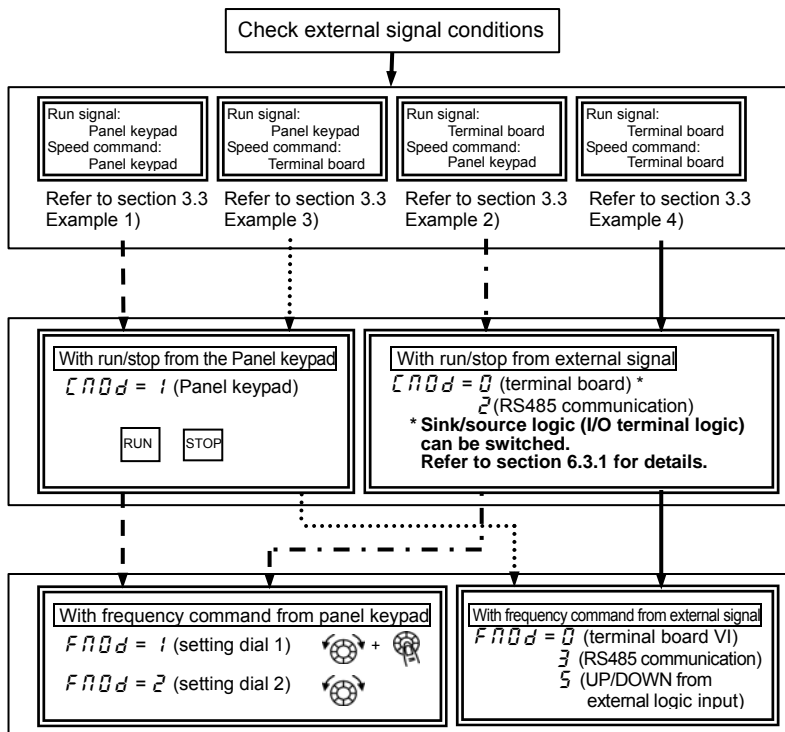 Check external signal conditions
Run signal:
Panel keypad
Speed command:
Panel keypad
Refer to section 3.3
Example 1)
Run signal:
Panel keypad
Speed command:
Terminal board
Refer to section 3.3
Example 3)
Run signal:
Terminal board
Speed command:
Panel keypad
Refer to section 3.3
Example 2)
Run signal:
Terminal board
Speed command:
Terminal board
Refer to section 3.3
Example 4)
With run/stop from the Panel keypad
CMOd = 1 (Panel keypad)
RUN STOP
With run/stop from external signal
CMOd = 0 (terminal board) *
2 (RS485 communication)
* Sink/source logic (I/O terminal logic)
can be switched.
Refer to section 6.3.1 for details.
With frequency command from panel keypad
FMOd = 1 (setting dial 1) +
FMOd = 2 (setting dial 2)
With frequency command from external signal
FMOd = 0 (terminal board VI)
3 (RS485 communication)
5 (UP/DOWN from
external logic input)